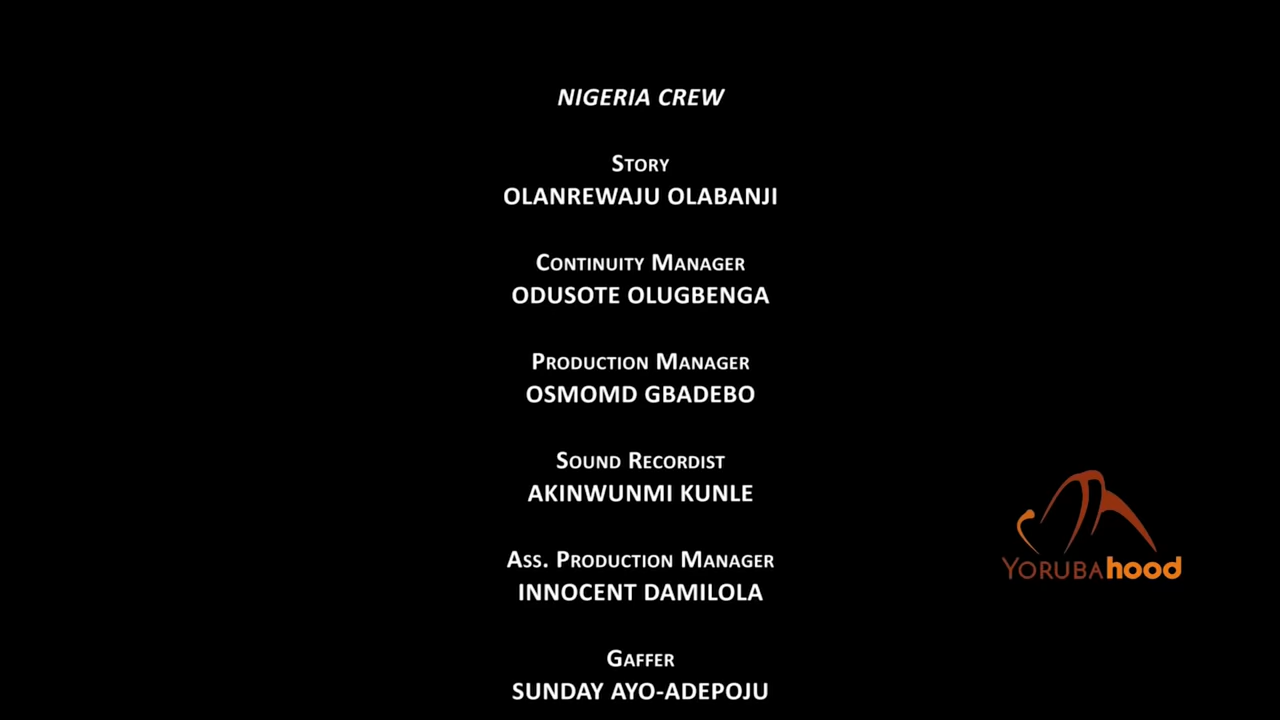 NIGERIA CREW
Story
OLANREWAJU OLABANJI
Continuity Manager
ODUSOTE OLUGBENGA
Production Manager
OSMOMD GBADEBO
Sound Recordist
AKINWUNMI KUNLE
Ass. Production Manager
INNOCENT DAMILOLA
Gaffer
SUNDAY AYO-ADEPOJU
YORUBAhood